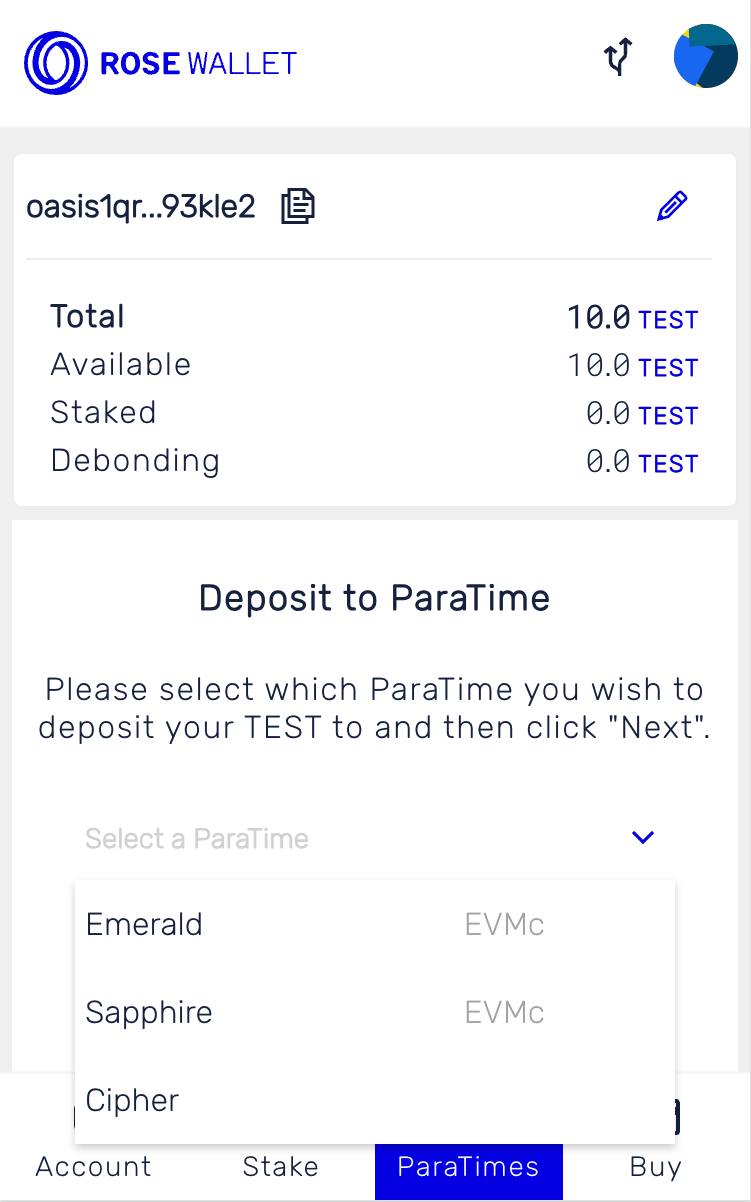 ROSE WALLET
oasis1qr...93kle2
Total 10.0 TEST
Available 10.0 TEST
Staked 0.0 TEST
Debonding 0.0 TEST
Deposit to ParaTime
Please select which ParaTime you wish to
deposit your TEST to and then click "Next".
Select a ParaTime
Emerald EVMc
Sapphire EVMc
Cipher
Account Stake ParaTimes Buy